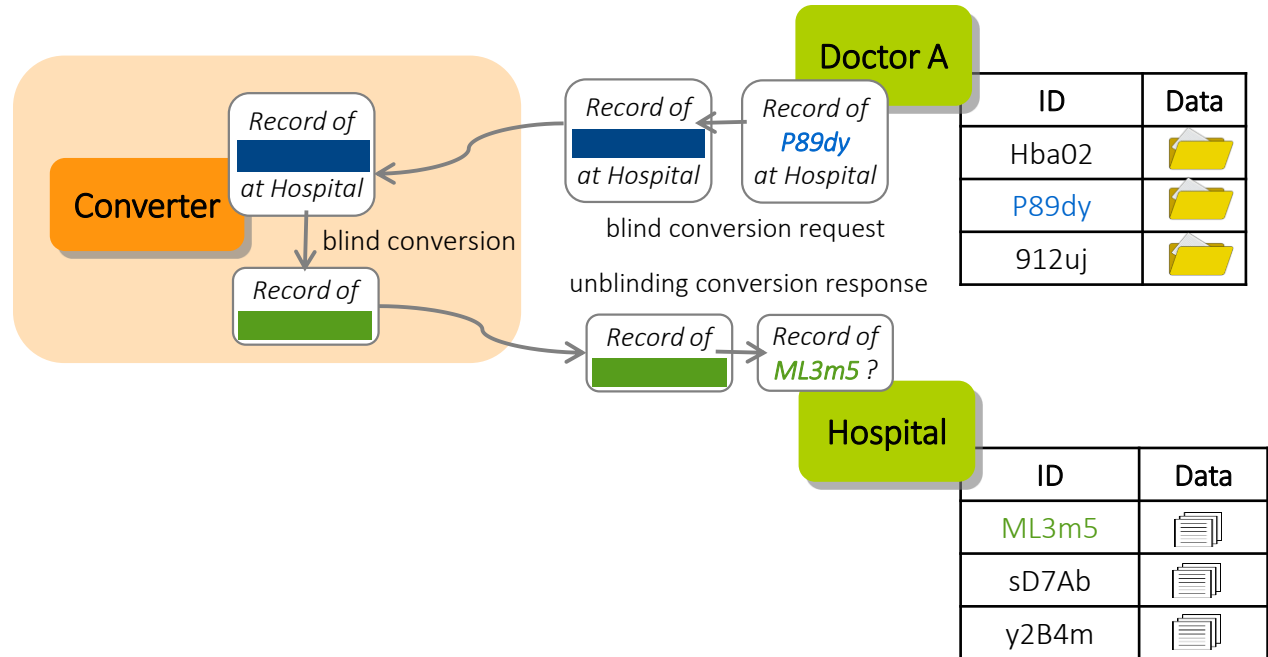 Doctor A
ID Data
Hba02
P89dy
912uj
Record of
P89dy
at Hospital
Record of
at Hospital
blind conversion request
Record of
at Hospital
Converter
blind conversion
Record of
unblinding conversion response
Record of
Record of
ML3m5 ?
Hospital
ID Data
ML3m5
sD7Ab
y2B4m